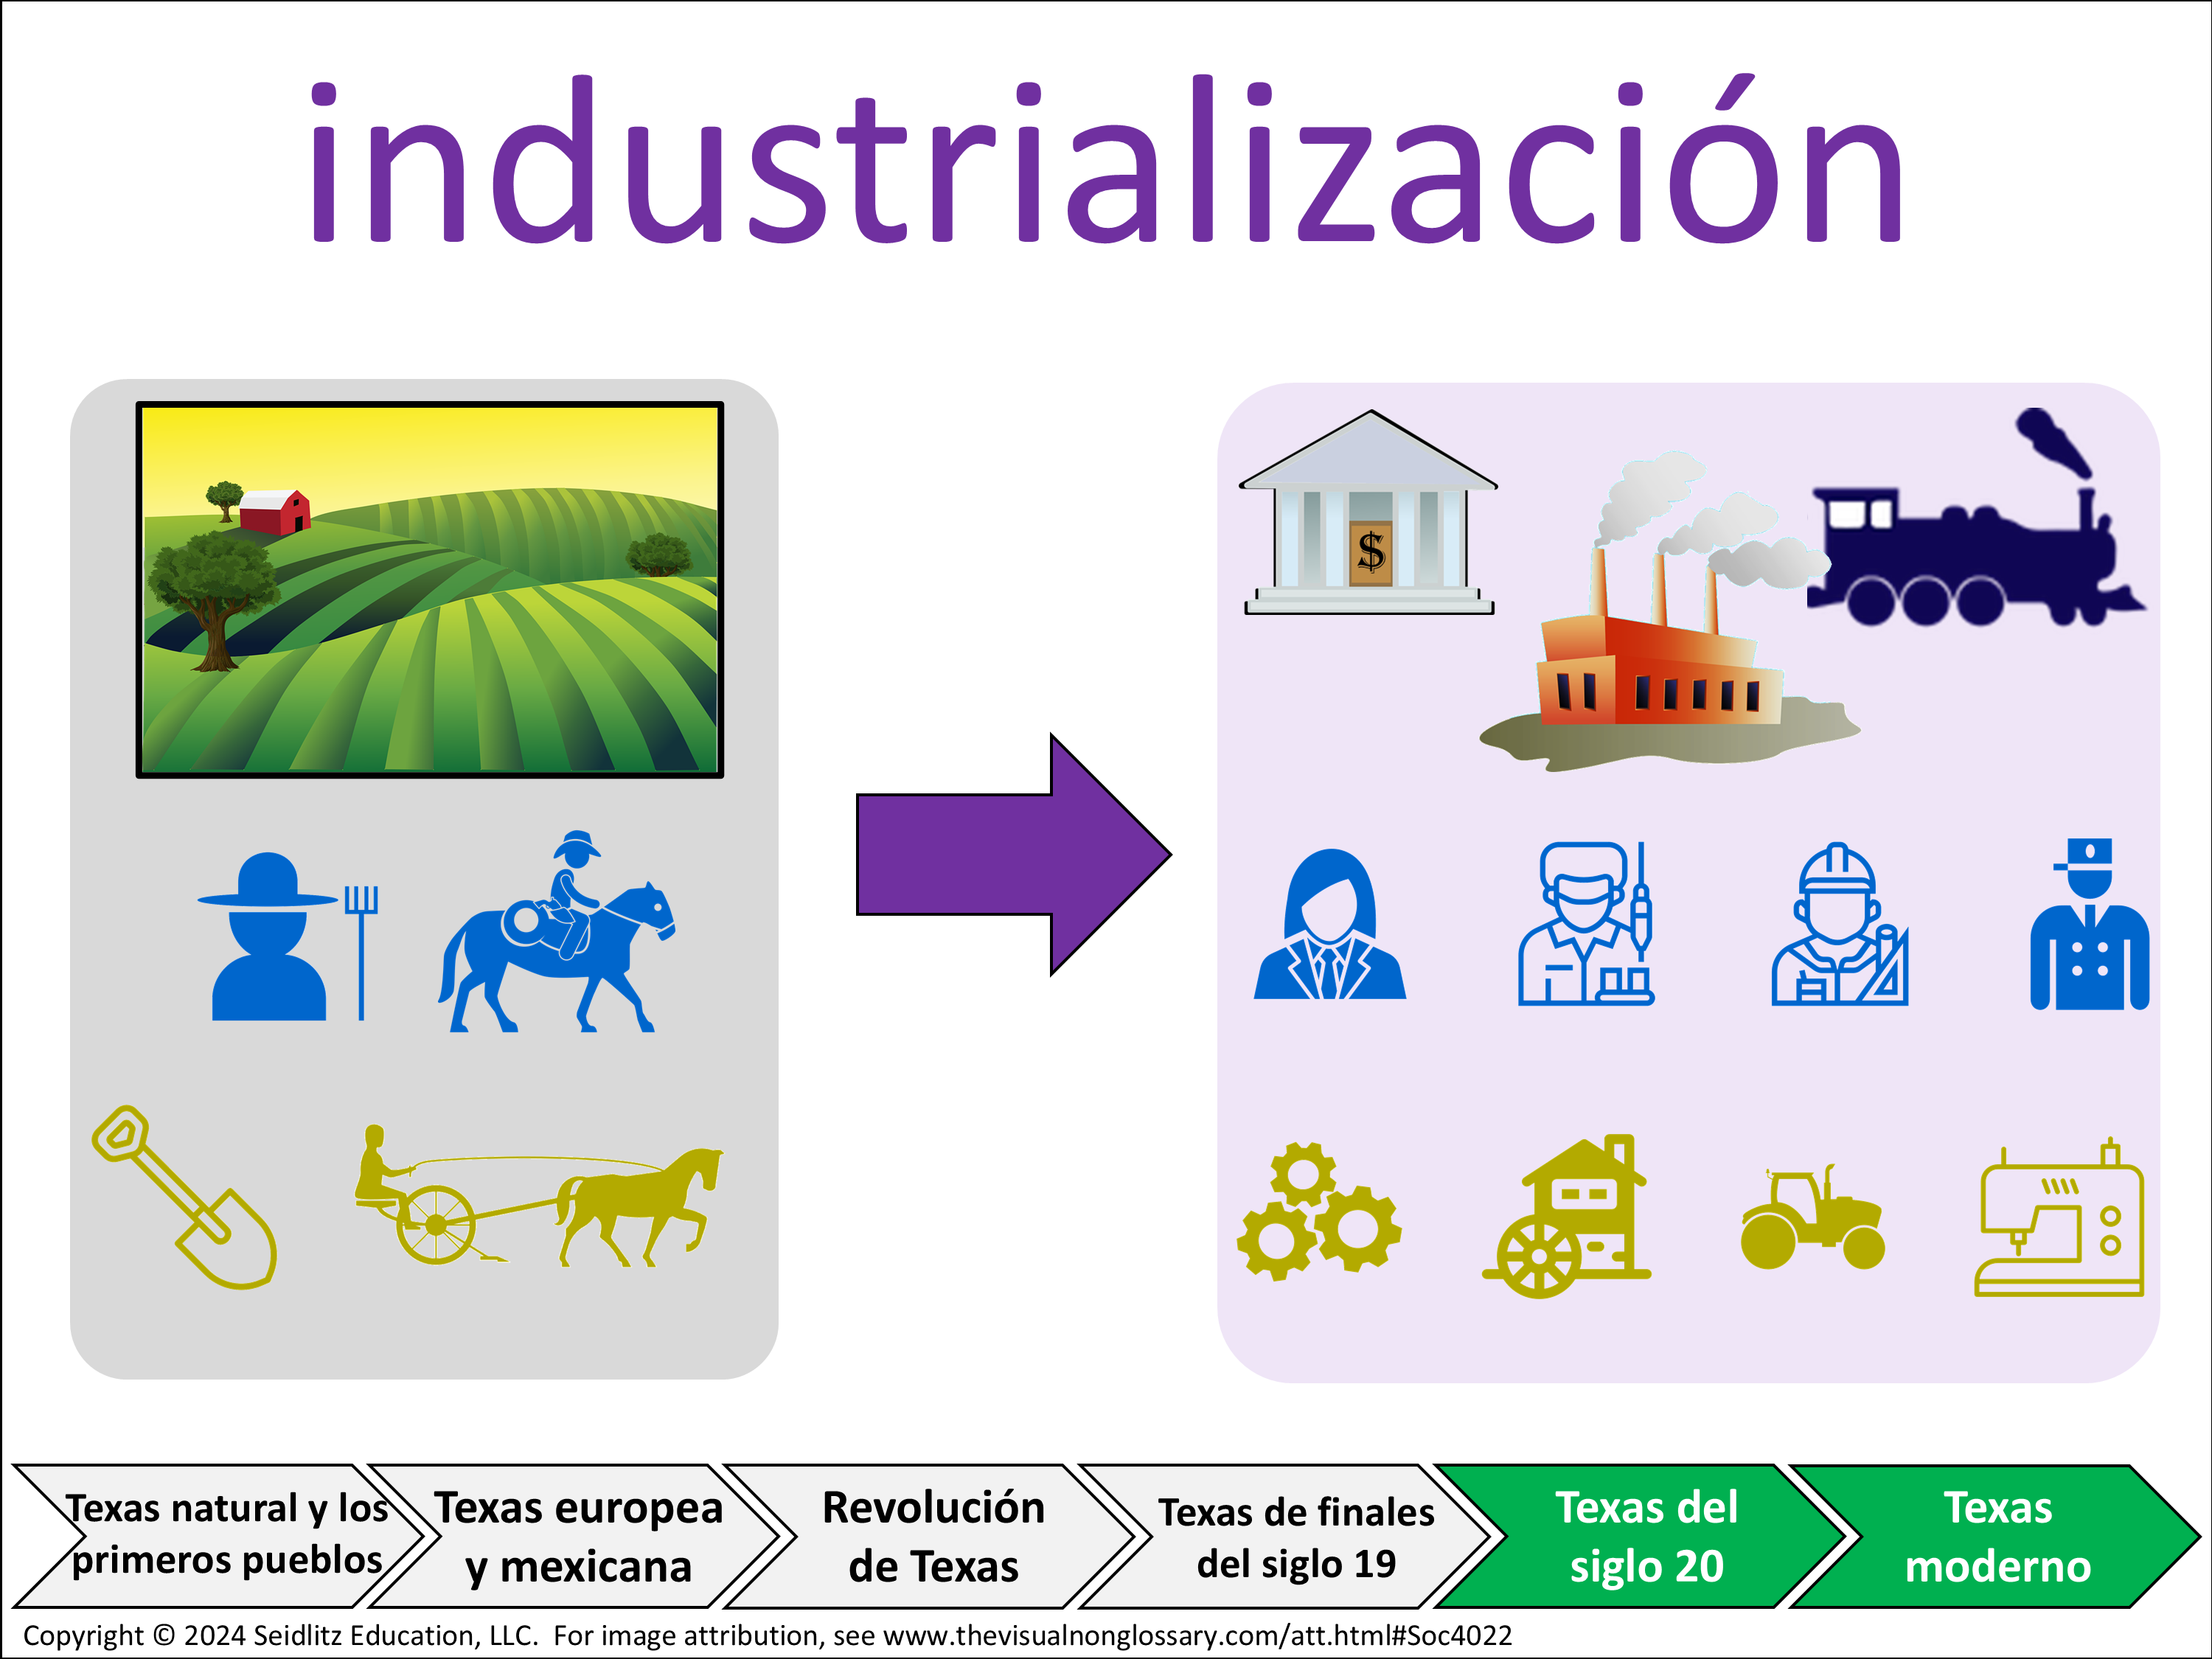 industrialización
$
Texas natural y los
primeros pueblos
Texas europea
y mexicana
Revolución
de Texas
Texas de finales
del siglo 19
Texas del
siglo 20
Texas
moderno
Copyright © 2024 Seidlitz Education, LLC.  For image attribution, see www.thevisualnonglossary.com/att.html#Soc4022